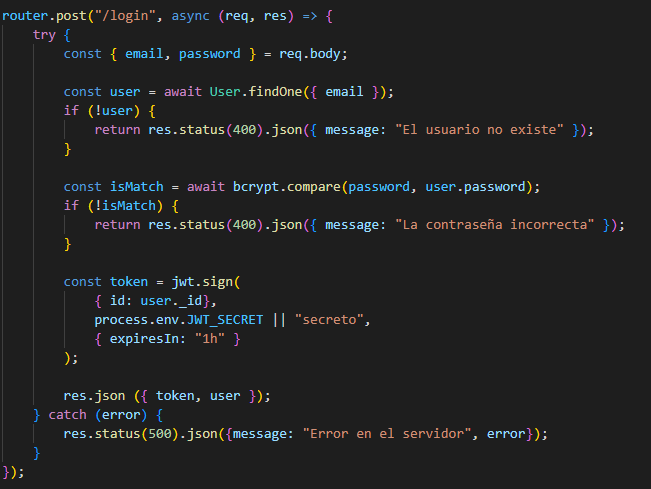 router.post("/login", async (req, res) => {
    try {
        const { email, password } = req.body;

        const user = await User.findOne({ email });
        if (!user) {
            return res.status(400).json({ message: "El usuario no existe" });
        }

        const isMatch = await bcrypt.compare(password, user.password);
        if (!isMatch) {
            return res.status(400).json({ message: "La contraseña incorrecta" });
        }

        const token = jwt.sign(
            { id: user._id},
            process.env.JWT_SECRET || "secreto",
            { expiresIn: "1h" }
        );

        res.json ({ token, user });
    } catch (error) {
        res.status(500).json({message: "Error en el servidor", error});
    }
});